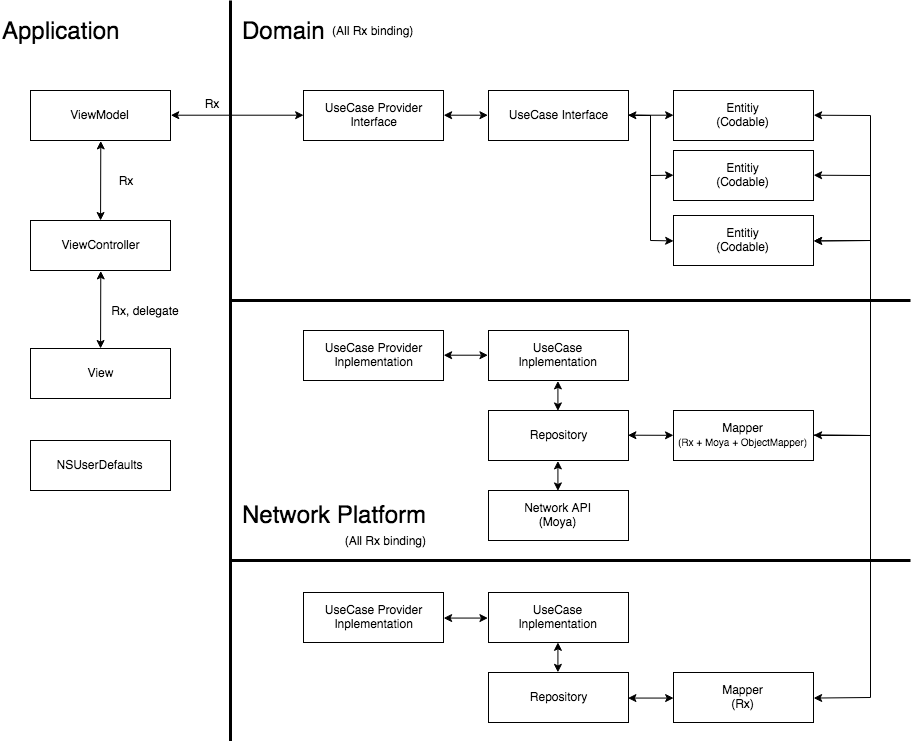 Application
Domain (All Rx binding)
ViewModel
Rx
UseCase Provider
Interface
UseCase Interface
Entitiy
(Codable)
Entitiy
(Codable)
Entitiy
(Codable)
Rx
ViewController
Rx, delegate
View
NSUserDefaults
UseCase Provider
Inplementation
UseCase
Inplementation
Repository
Mapper
(Rx + Moya + ObjectMapper)
Network API
(Moya)
Network Platform
(All Rx binding)
UseCase Provider
Inplementation
UseCase
Inplementation
Repository
Mapper
(Rx)